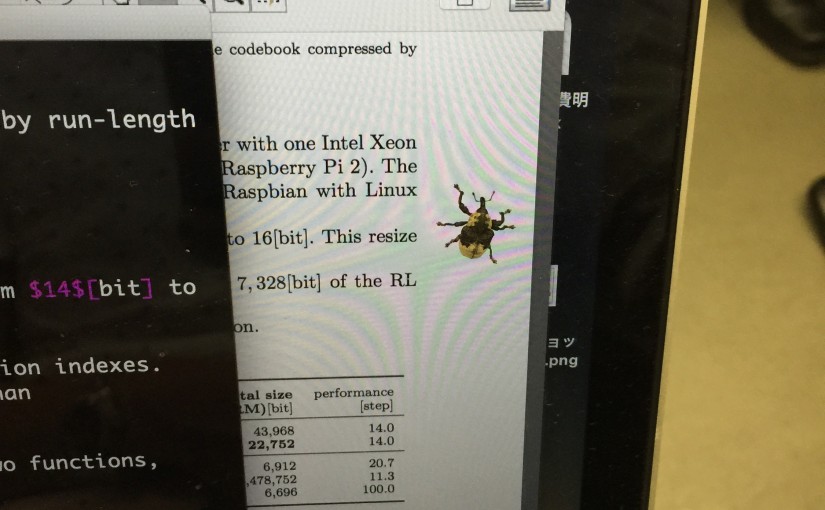 e codebook compressed by
by run-length
r with one Intel Xeon
Raspberry Pi 2). The
Raspbian with Linux
to 16[bit]. This resize
m $14$[bit] to
7, 328[bit] of the RL
on.
ion indexes.
an
tal size performance
M)[bit] [step]
43,968 14.0
22,752 14.0
o functions,
6,912 20.7
,478,752 11.3
6,696 100.0
費明
ョッ
.png